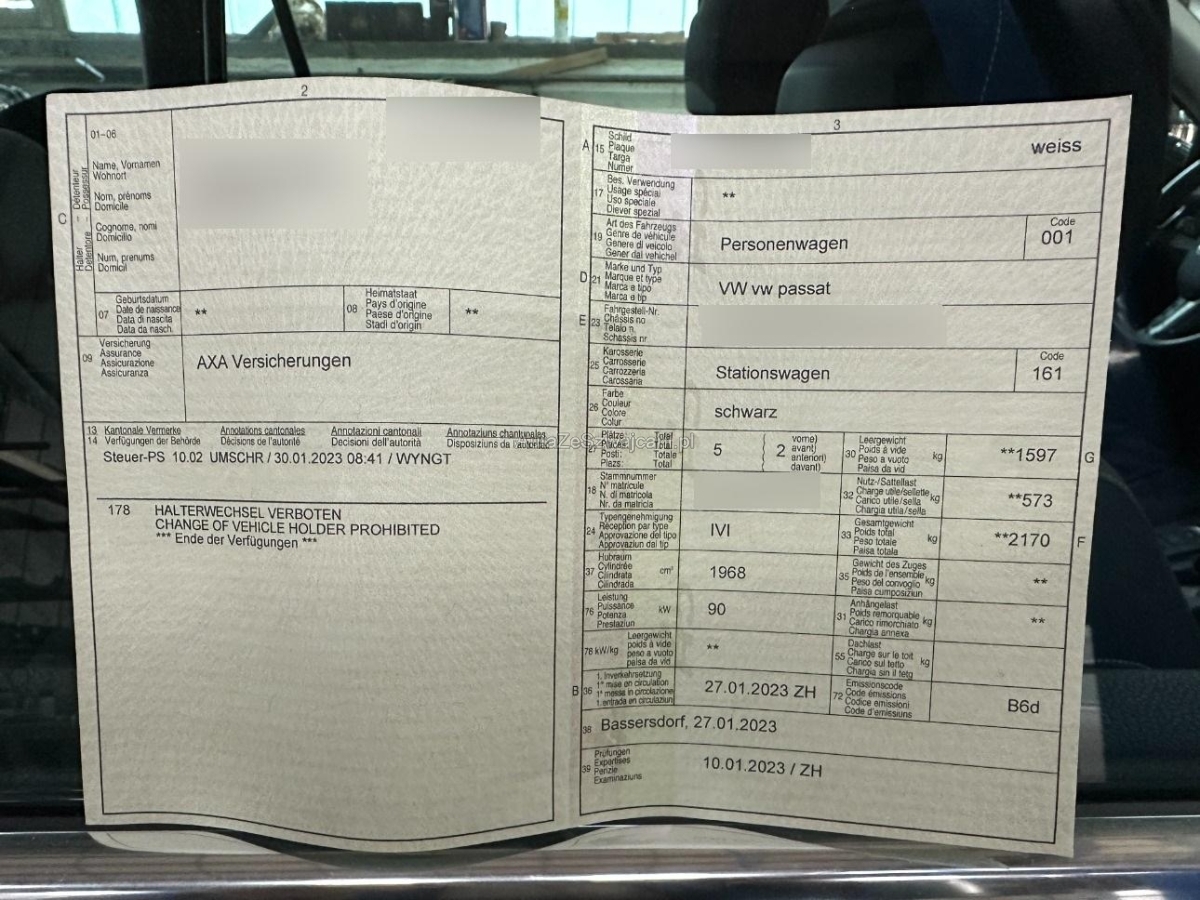 2
01-06
Name, Vornamen
Wohnort
Nom, prénoms
Domicile
Cognome, nomi
Domicilio
Num, prenums
Domicil
C
Halter – Détenteur
Detentore – Possessur
07
Geburtsdatum
Date de naissance
Data di nascita
Data da nasch.
**
08
Heimatstaat
Pays d'origine
Paese d'origine
Stadi d'origin
**
09
Versicherung
Assurance
Assicurazione
Assicuranza
AXA Versicherungen
13 Kantonale Vermerke Annotations cantonales Annotazioni cantonali Annotaziuns chantunalas
14 Verfügungen der Behörde Décisions de l'autorité Decisioni dell'autorità Disposiziuns da l'autoritad
Steuer-PS 10.02 UMSCHR / 30.01.2023 08:41 / WYNGT
178 HALTERWECHSEL VERBOTEN
CHANGE OF VEHICLE HOLDER PROHIBITED
*** Ende der Verfügungen ***
3
A 15
Schild
Plaque
Targa
Numer
weiss
17
Bes. Verwendung
Usage spécial
Uso speciale
Diever spezial
**
19
Art des Fahrzeugs
Genre de véhicule
Genere di veicolo
Gener dal vehichel
Personenwagen
Code
001
D 21
Marke und Typ
Marque et type
Marca e tipo
Marca e tip
VW vw passat
E 23
Fahrgestell-Nr.
Châssis no
Telaio n.
Schassis nr
25
Karosserie
Carrosserie
Carrozzeria
Carossaria
Stationswagen
Code
161
26
Farbe
Couleur
Colore
Colur
schwarz
27
Plätze: Total
Places: Total
Posti: Totale
Plazs: Total
5
2
vorne)
avant)
anteriori)
davant)
30
Leergewicht
Poids à vide
Peso a vuoto
Paisa da vid
kg
**1597
G
18
Stammnummer
N° matricule
N. di matricola
Nr. da matricla
32
Nutz-/Sattellast
Charge utile/sellette
Carico utile/sella
Chargia utila/sella
kg
**573
24
Typengenehmigung
Réception par type
Approvazione del tipo
Approvaziun dal tip
IVI
33
Gesamtgewicht
Poids total
Peso totale
Paisa totala
kg
**2170
F
37
Hubraum
Cylindrée
Cilindrata
Cilindrada
cm³
1968
35
Gewicht des Zuges
Poids de l'ensemble
Peso del convoglio
Paisa cumposiziun
kg
**
76
Leistung
Puissance
Potenza
Prestaziun
kW
90
31
Anhängelast
Poids remorquable
Carico rimorchiato
Chargia annexa
kg
**
78 kW/kg
Leergewicht
poids à vide
peso a vuoto
paisa da vid
**
55
Dachlast
Charge sur le toit
Carico sul tetto
Chargia sin il tetg
kg
B 36
1. Inverkehrsetzung
1re mise en circulation
1a messa in circolazione
1. entrada en circulaziun
27.01.2023 ZH
72
Emissionscode
Code émissions
Codice emissioni
Code d'emissiuns
B6d
38 Bassersdorf, 27.01.2023
39
Prüfungen
Expertises
Perizie
Examinaziuns
10.01.2023 / ZH